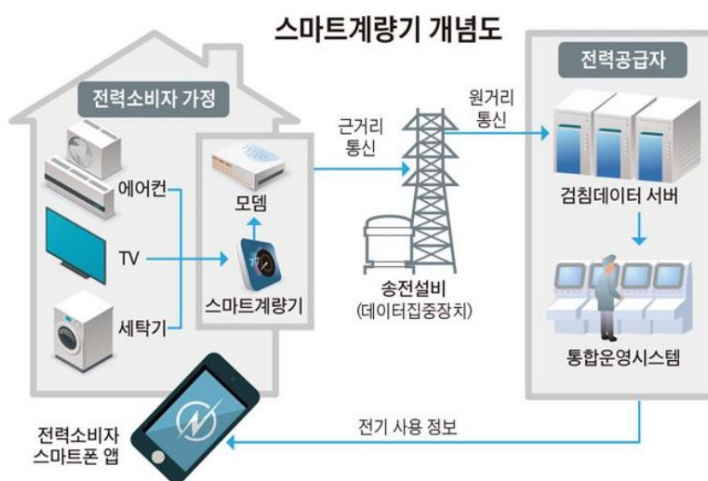 스마트계량기 개념도
전력소비자 가정
에어컨
TV
세탁기
모뎀
77
스마트계량기
근거리
통신
송전설비
(데이터집중장치)
원거리
통신
전력공급자
검침데이터 서버
통합운영시스템
전기 사용 정보
전력소비자
스마트폰 앱